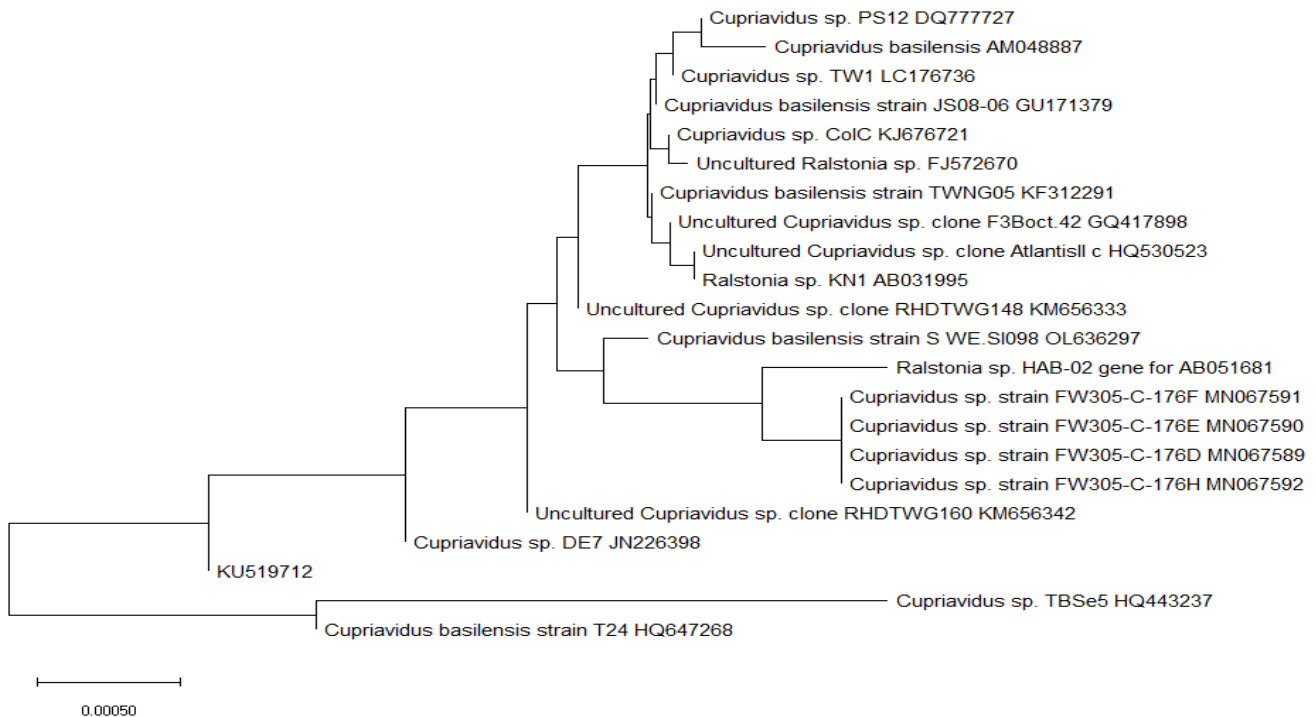 Cupriavidus sp. PS12 DQ777727
Cupriavidus basilensis AM048887
Cupriavidus sp. TW1 LC176736
Cupriavidus basilensis strain JS08-06 GU171379
Cupriavidus sp. ColC KJ676721
Uncultured Ralstonia sp. FJ572670
Cupriavidus basilensis strain TWNG05 KF312291
Uncultured Cupriavidus sp. clone F3Boct.42 GQ417898
Uncultured Cupriavidus sp. clone AtlantisII c HQ530523
Ralstonia sp. KN1 AB031995
Uncultured Cupriavidus sp. clone RHDTWG148 KM656333
Cupriavidus basilensis strain S WE.SI098 OL636297
Ralstonia sp. HAB-02 gene for AB051681
Cupriavidus sp. strain FW305-C-176F MN067591
Cupriavidus sp. strain FW305-C-176E MN067590
Cupriavidus sp. strain FW305-C-176D MN067589
Cupriavidus sp. strain FW305-C-176H MN067592
Uncultured Cupriavidus sp. clone RHDTWG160 KM656342
Cupriavidus sp. DE7 JN226398
KU519712
Cupriavidus sp. TBSe5 HQ443237
Cupriavidus basilensis strain T24 HQ647268
0.00050